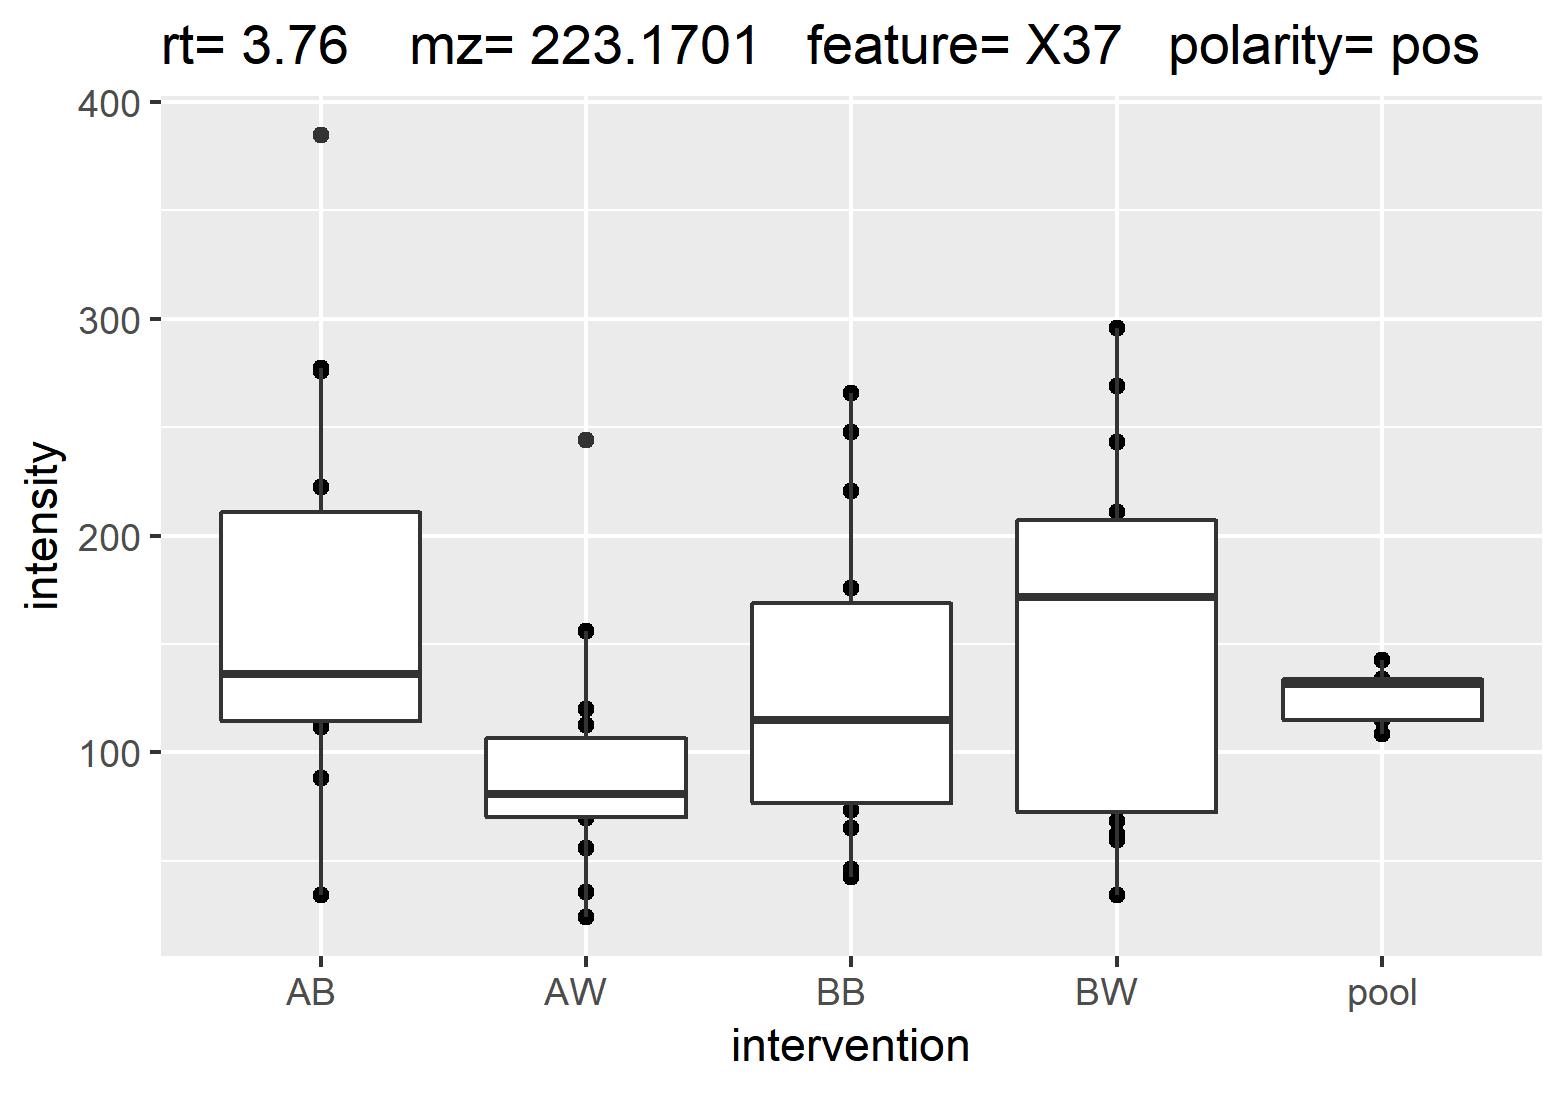 rt= 3.76 mz= 223.1701 feature= X37 polarity= pos
400
300
200
100
intensity
AB AW BB BW pool
intervention